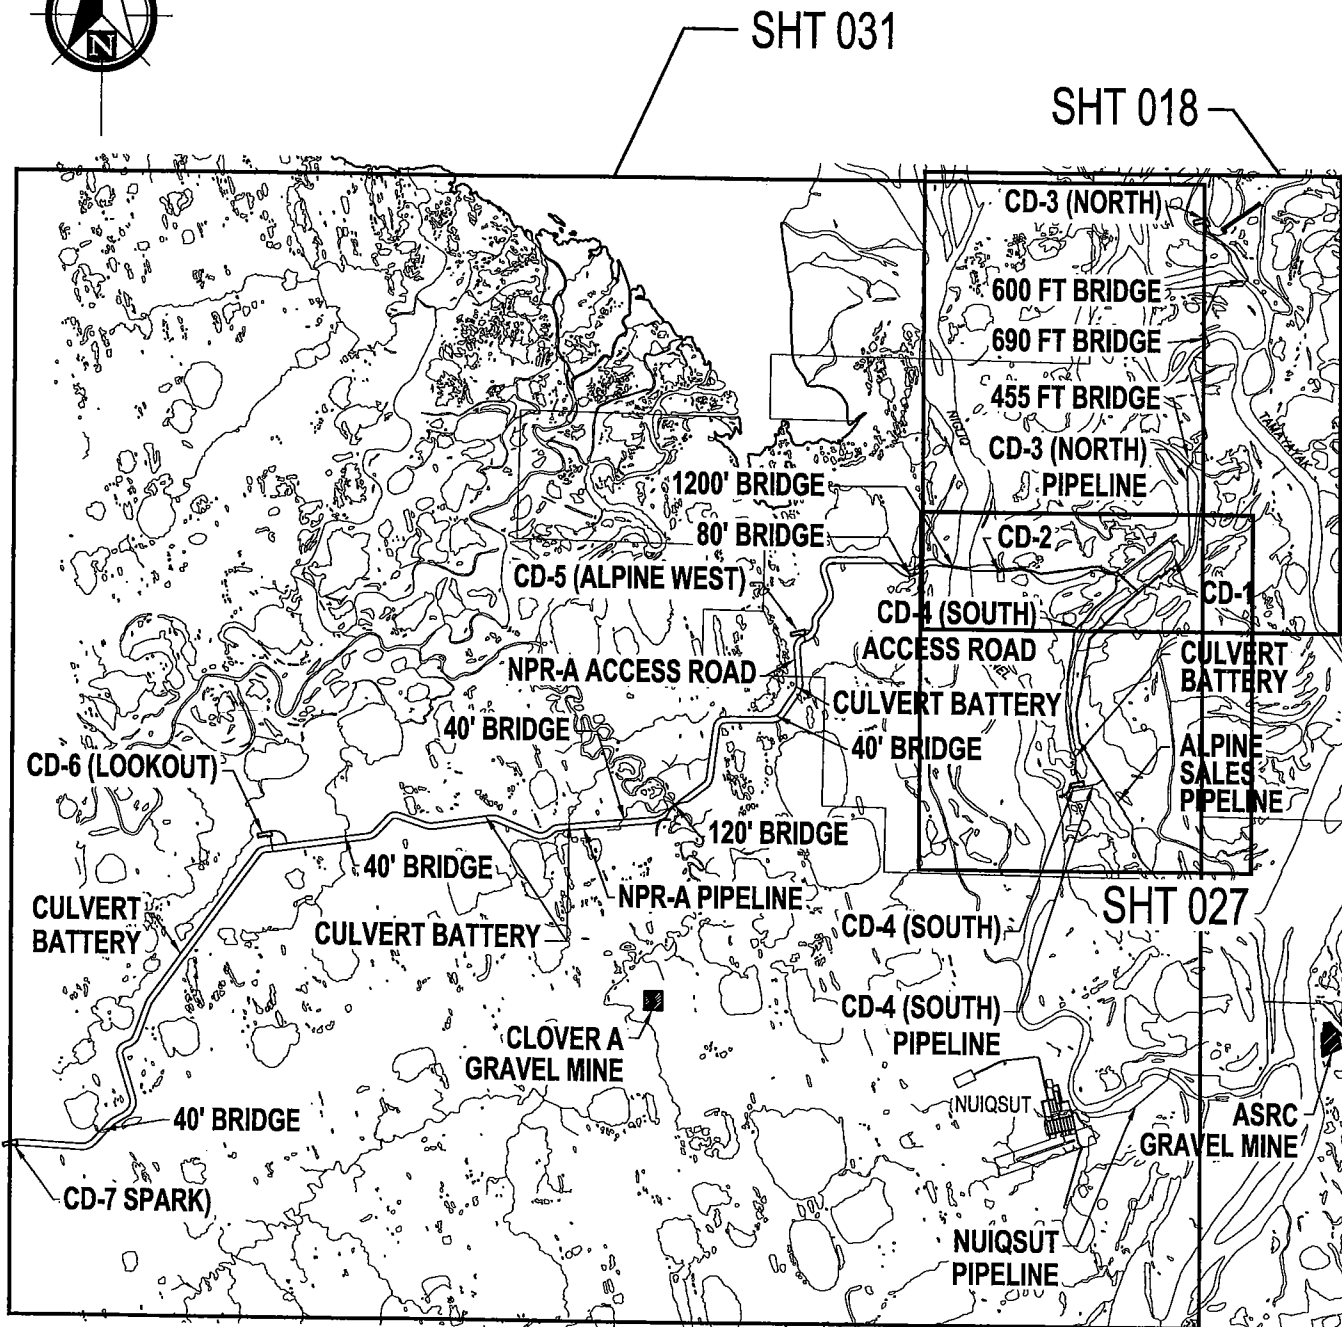 N
SHT 031
SHT 018
CD-3 (NORTH)
600 FT BRIDGE
690 FT BRIDGE
455 FT BRIDGE
NIGLIQ
TAMAYAYAK
CD-3 (NORTH)
PIPELINE
1200' BRIDGE
80' BRIDGE
CD-2
CD-5 (ALPINE WEST)
CD-1
CD-4 (SOUTH)
ACCESS ROAD
NPR-A ACCESS ROAD
CULVERT
BATTERY
CULVERT BATTERY
40' BRIDGE
40' BRIDGE
CD-6 (LOOKOUT)
ALPINE
SALES
PIPELINE
120' BRIDGE
40' BRIDGE
NPR-A PIPELINE
CULVERT
BATTERY
CULVERT BATTERY
SHT 027
CD-4 (SOUTH)
CD-4 (SOUTH)
PIPELINE
CLOVER A
GRAVEL MINE
NUIQSUT
40' BRIDGE
ASRC
GRAVEL MINE
CD-7 SPARK)
NUIQSUT
PIPELINE